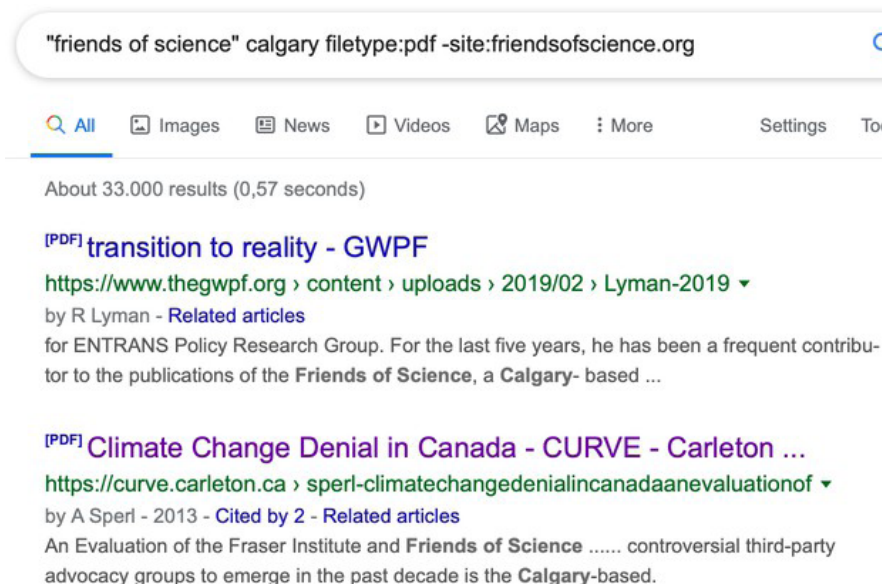 "friends of science" calgary filetype:pdf -site:friendsofscience.org
All Images News Videos Maps More Settings
About 33.000 results (0,57 seconds)
[PDF] transition to reality - GWPF
https://www.thegwpf.org › content › uploads › 2019/02 › Lyman-2019
by R Lyman - Related articles
for ENTRANS Policy Research Group. For the last five years, he has been a frequent contribu-
tor to the publications of the Friends of Science, a Calgary- based ...
[PDF] Climate Change Denial in Canada - CURVE - Carleton ...
https://curve.carleton.ca › sperl-climatechangedenialincanadaanevaluationof
by A Sperl - 2013 - Cited by 2 - Related articles
An Evaluation of the Fraser Institute and Friends of Science ...... controversial third-party
advocacy groups to emerge in the past decade is the Calgary-based.